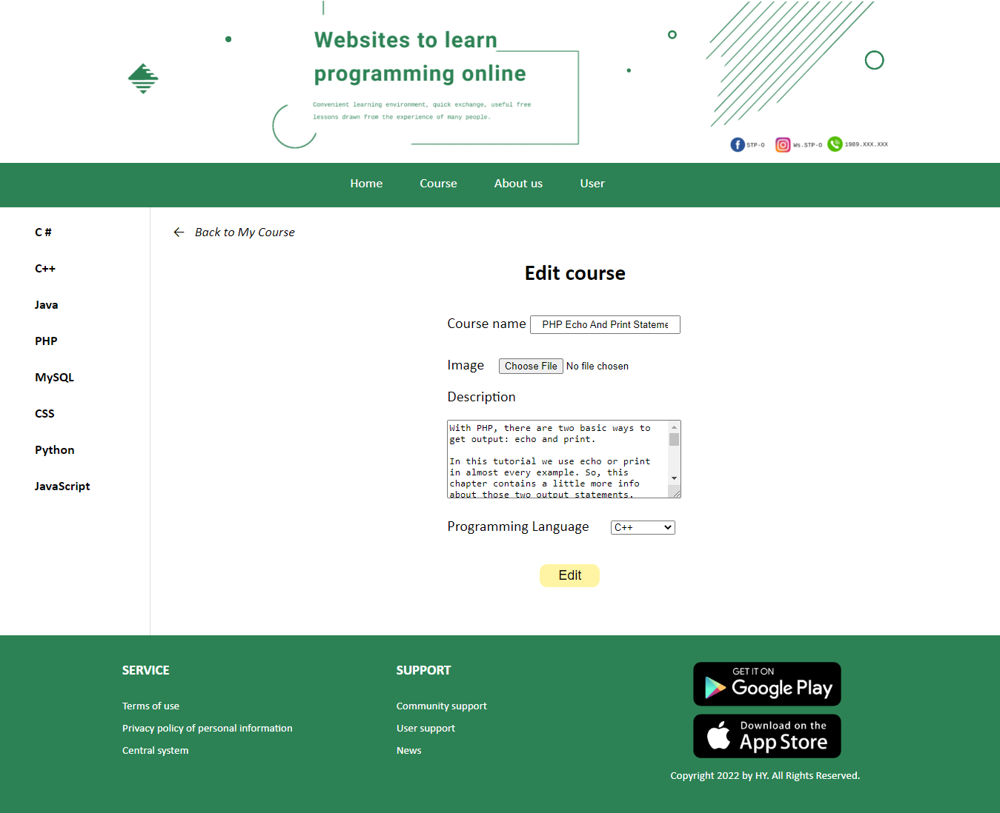 Websites to learn
programming online
Convenient learning environment, quick exchange, useful free
lessons drawn from the experience of many people.
STP-O Ws.STP-O 1989.XXX.XXX
Home Course About us User
C #
C++
Java
PHP
MySQL
CSS
Python
JavaScript
Back to My Course
Edit course
Course name PHP Echo And Print Stateme
Image Choose File No file chosen
Description
With PHP, there are two basic ways to
get output: echo and print.
In this tutorial we use echo or print
in almost every example. So, this
chapter contains a little more info
about those two output statements.
Programming Language C++
Edit
SERVICE
Terms of use
Privacy policy of personal information
Central system
SUPPORT
Community support
User support
News
GET IT ON
Google Play
Download on the
App Store
Copyright 2022 by HY. All Rights Reserved.